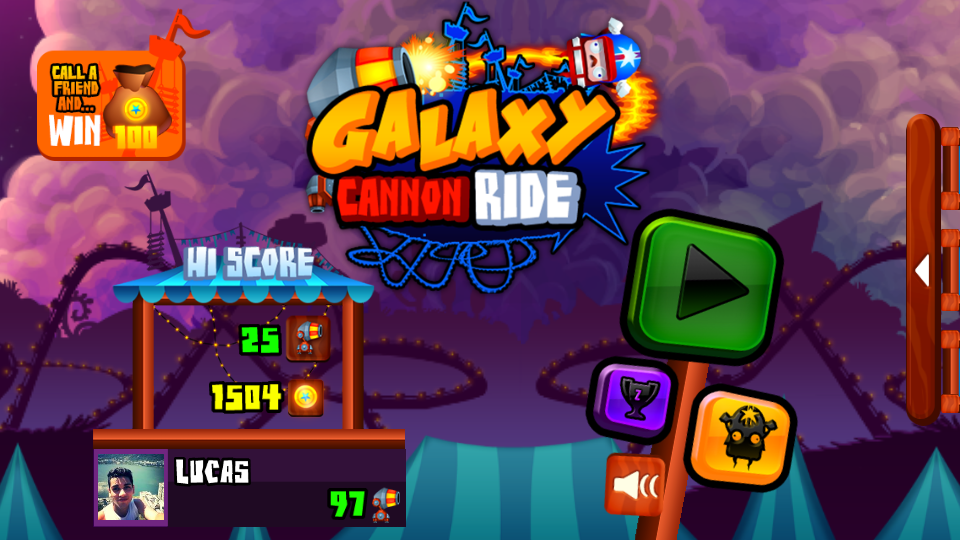 CALL A
FRIEND
AND...
WIN 100
GALAXY
CANNON RIDE
HI SCORE
25
1504
LUCAS
97